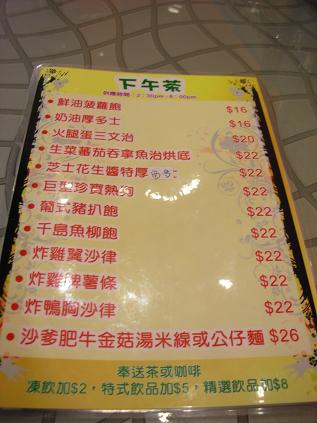 下午茶
供應時間：2：30pm - 6：00pm
鮮油菠蘿飽 $16
奶油厚多士 $16
火腿蛋三文治 $20
生菜蕃茄吞拿魚治烘底 $22
芝士花生醬特厚 $22
巨型珍寶熱狗 $22
葡式豬扒飽 $22
千島魚柳飽 $22
炸雞翼沙律 $22
炸雞髀薯條 $22
炸鴨胸沙律 $22
沙爹肥牛金菇湯米線或公仔麵 $26
奉送茶或咖啡
凍飲加$2，特式飲品加$5，精選飲品加$8